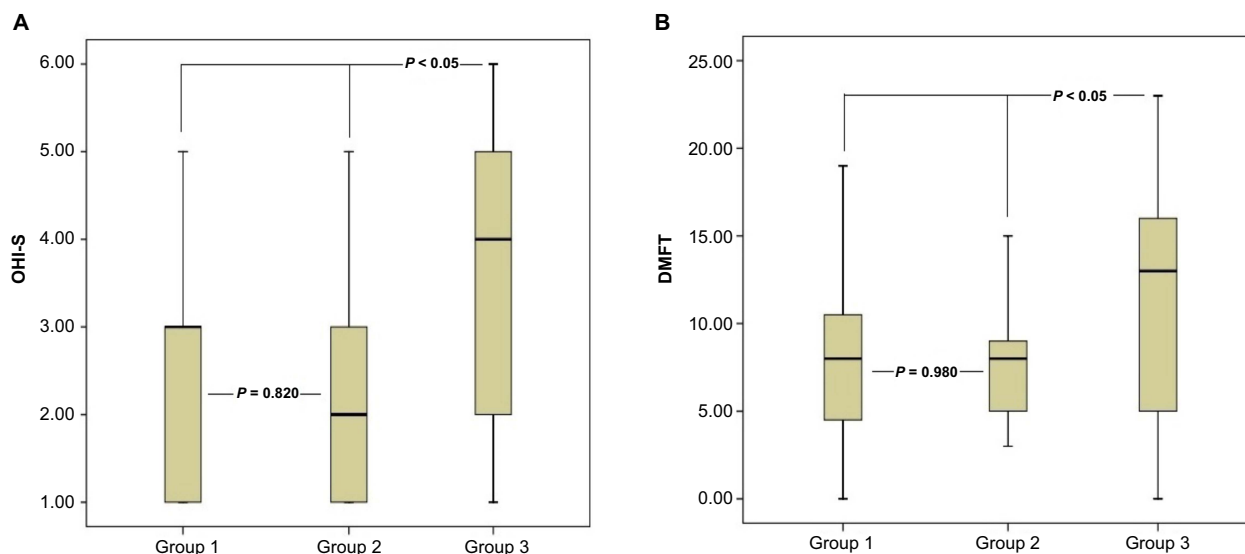 A
OHI-S
6.00
5.00
4.00
3.00
2.00
1.00
P < 0.05
P = 0.820
Group 1
Group 2
Group 3
B
DMFT
25.00
20.00
15.00
10.00
5.00
0.00
P < 0.05
P = 0.980
Group 1
Group 2
Group 3